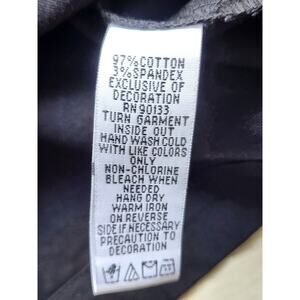 97% COTTON
3% SPANDEX
EXCLUSIVE OF
DECORATION
RN 90133
TURN GARMENT
INSIDE OUT
HAND WASH COLD
WITH LIKE COLORS
ONLY
NON-CHLORINE
BLEACH WHEN
NEEDED
HANG DRY
WARM IRON
ON REVERSE
SIDE IF NECESSARY
PRECAUTION TO
DECORATION